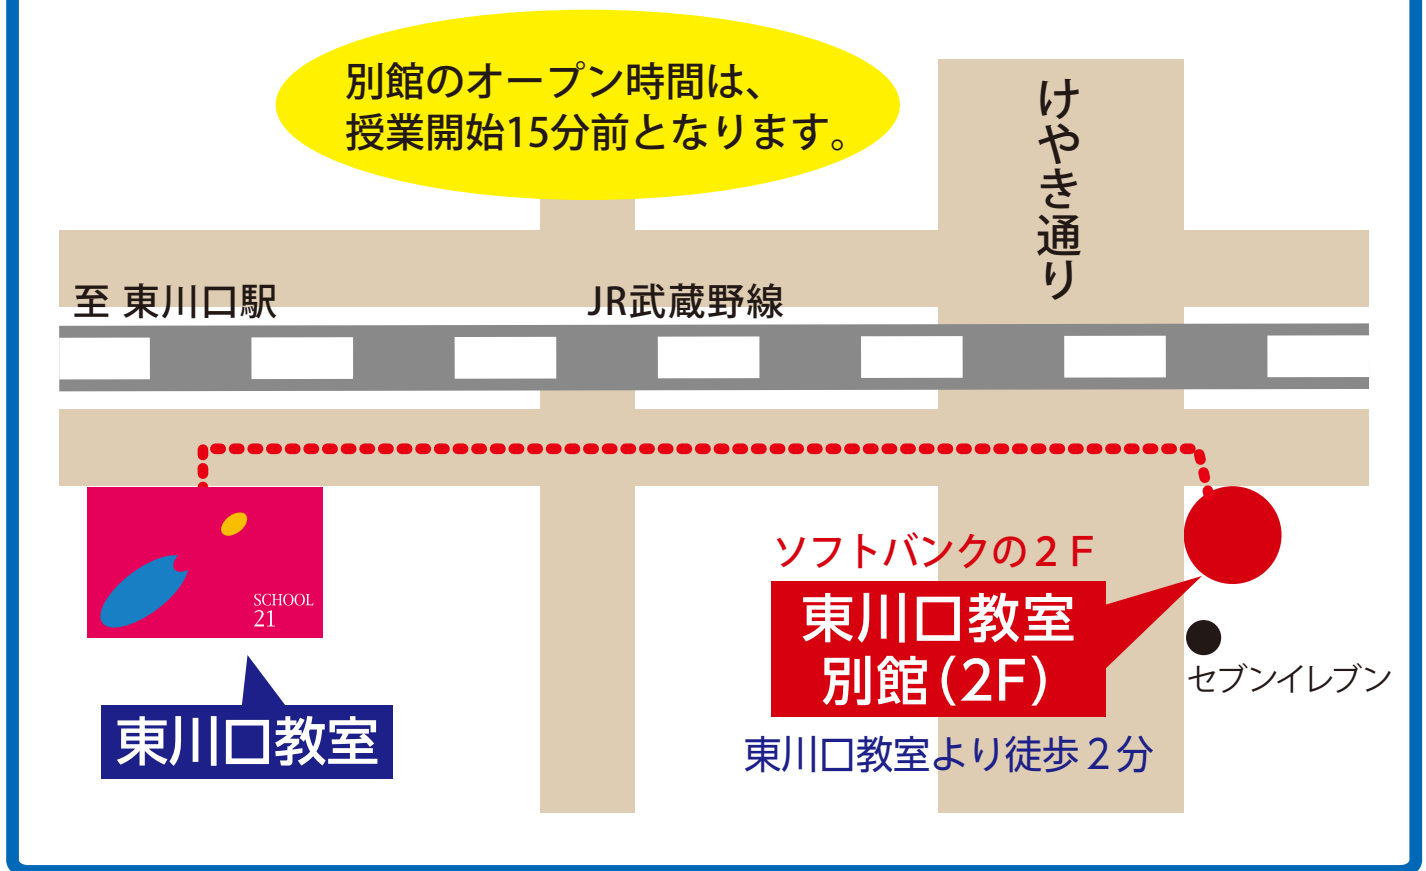 別館のオープン時間は、
授業開始15分前となります。
けやき通り
至 東川口駅
JR武蔵野線
SCHOOL
21
東川口教室
ソフトバンクの２Ｆ
東川口教室
別館(2F)
東川口教室より徒歩２分
セブンイレブン